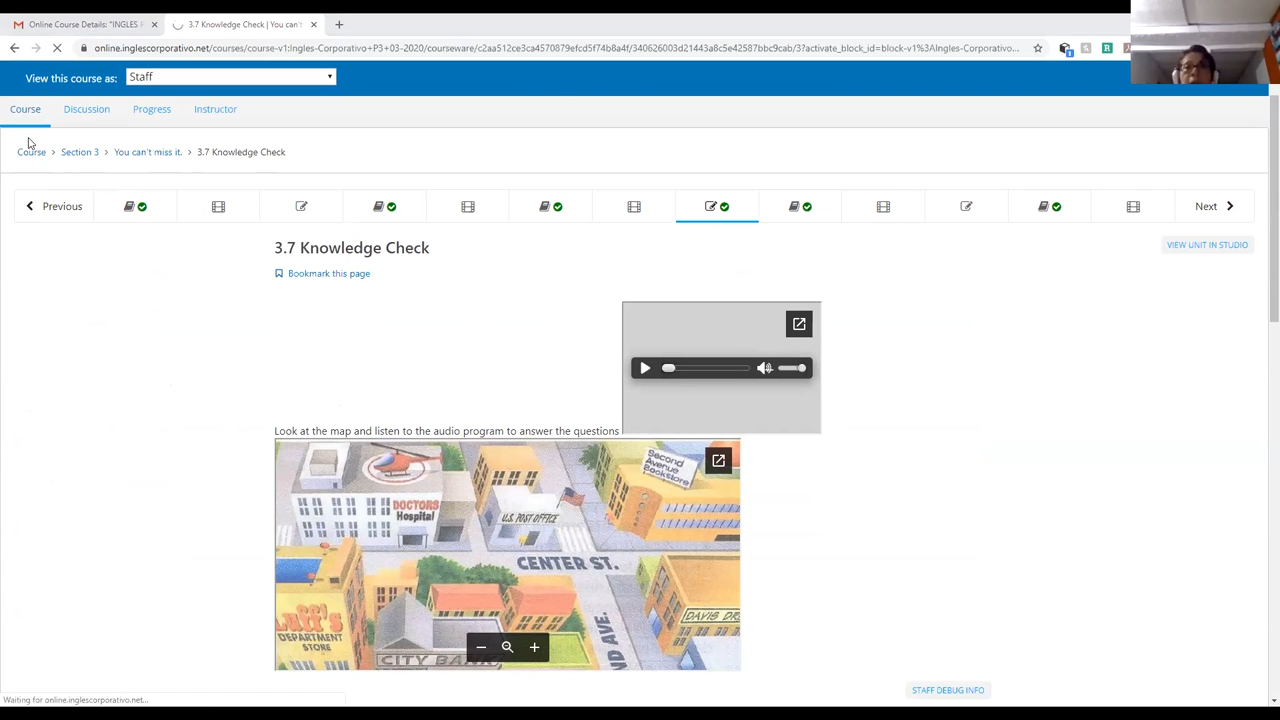 Online Course Details: "INGLES F
3.7 Knowledge Check | You can't
online.inglescorporativo.net/courses/course-v1:Ingles-Corporativo+P3+03-2020/courseware/c2aa512ce3ca4570879efcd5f74b8a4f/340626003d21443a8c5e42587bbc9cab/3?activate_block_id=block-v1%3AIngles-Corporativo...
View this course as: Staff
Course Discussion Progress Instructor
Course > Section 3 > You can't miss it. > 3.7 Knowledge Check
Previous Next
3.7 Knowledge Check
VIEW UNIT IN STUDIO
Bookmark this page
Look at the map and listen to the audio program to answer the questions
Second
Avenue
Bookstore
DOCTORS
Hospital
U.S. POST OFFICE
CENTER ST.
DEPARTMENT
STORE
DAVIS DR
ND AVE.
CITY BANK
STAFF DEBUG INFO
Waiting for online.inglescorporativo.net...